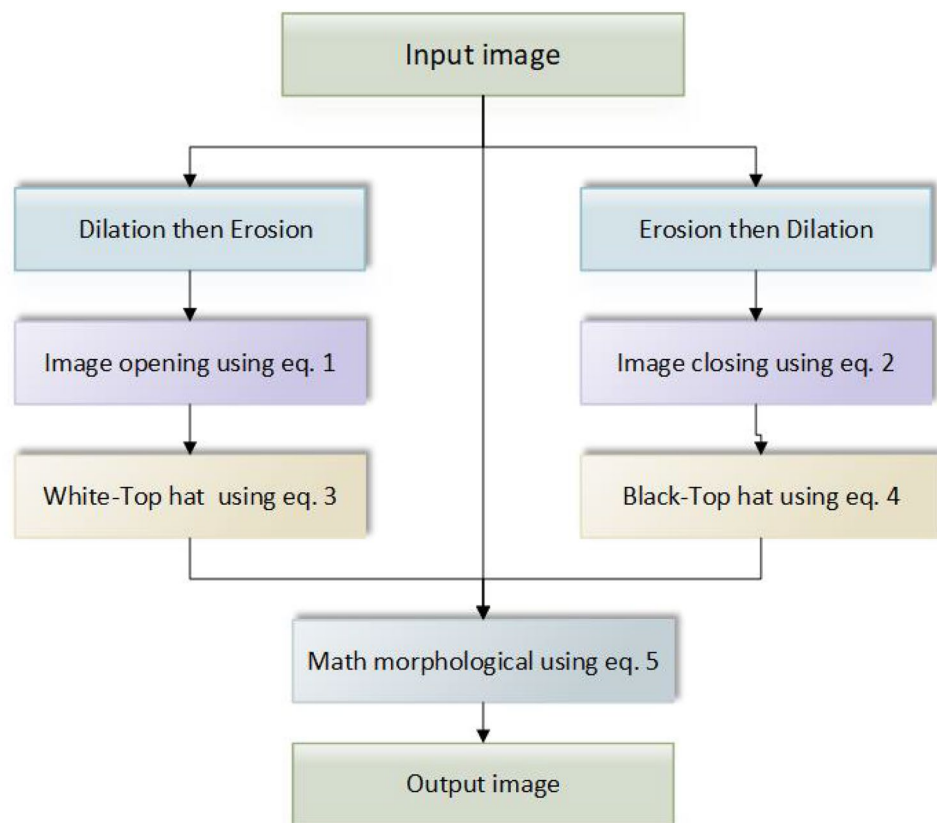 Input image
Dilation then Erosion
Erosion then Dilation
Image opening using eq. 1
Image closing using eq. 2
White-Top hat  using eq. 3
Black-Top hat using eq. 4
Math morphological using eq. 5
Output image